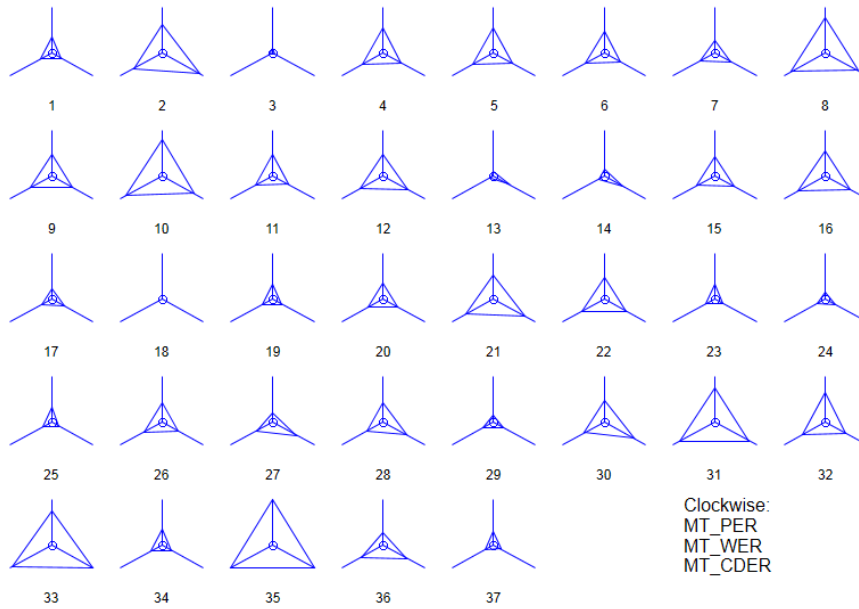 1 2 3 4 5 6 7 8
9 10 11 12 13 14 15 16
17 18 19 20 21 22 23 24
25 26 27 28 29 30 31 32
Clockwise:
MT_PER
MT_WER
MT_CDER
33 34 35 36 37